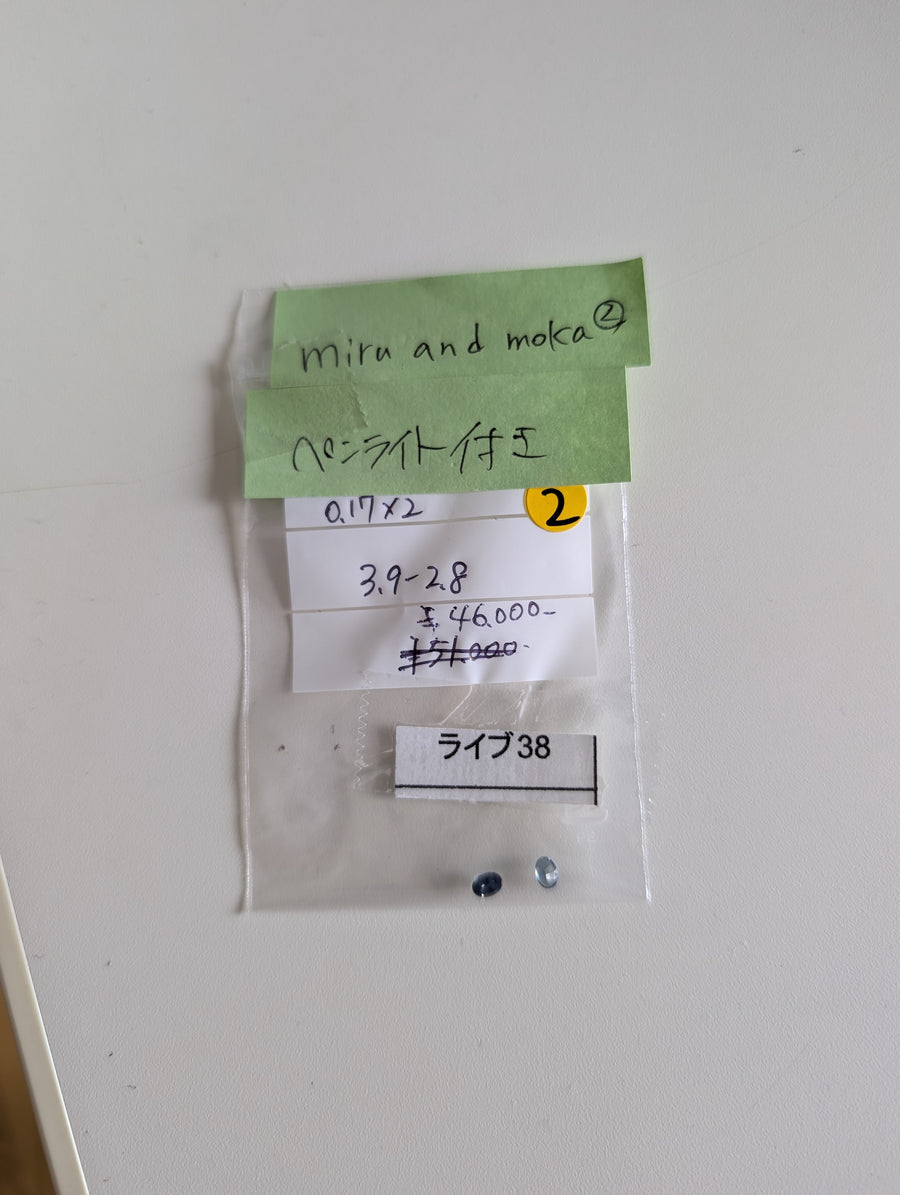 miru and moka②
ペンライト付き
0.17×2
2
3.9-2.8
¥.46.000-
¥51.000-
ライブ38